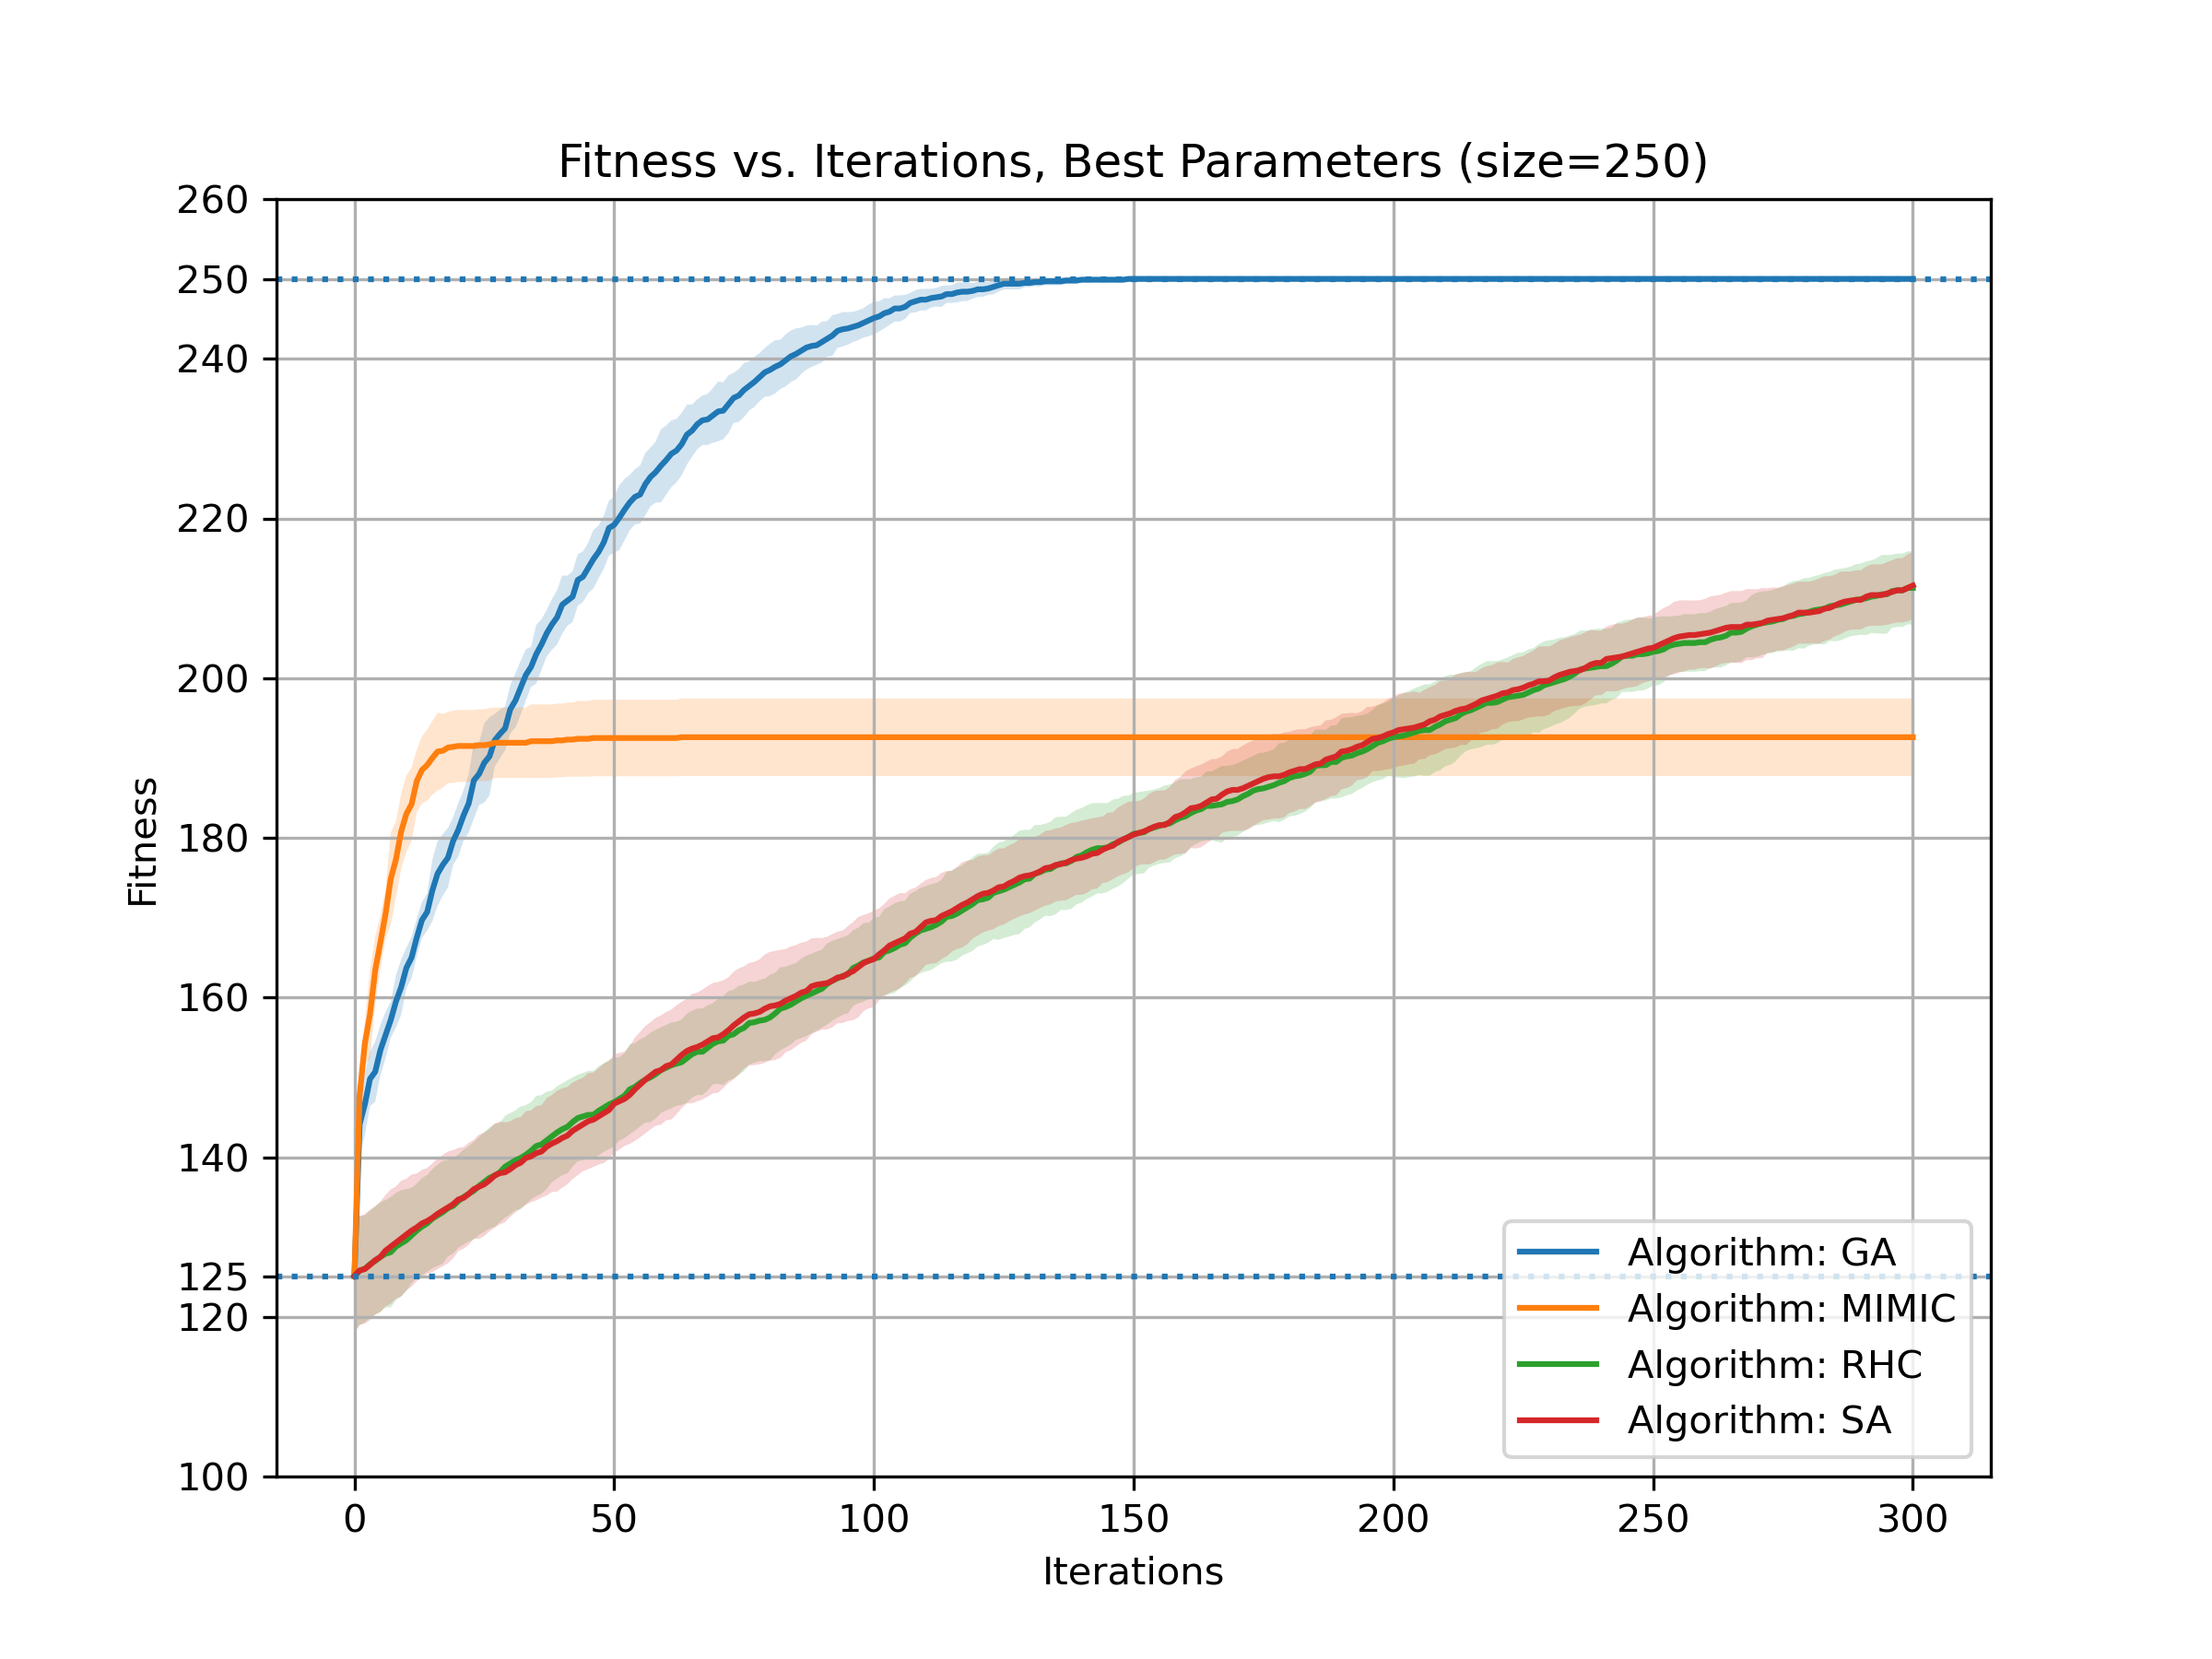 Fitness vs. Iterations, Best Parameters (size=250)
260
250
240
220
200
180
160
140
125
120
100
Fitness
0 50 100 150 200 250 300
Iterations
Algorithm: GA
Algorithm: MIMIC
Algorithm: RHC
Algorithm: SA